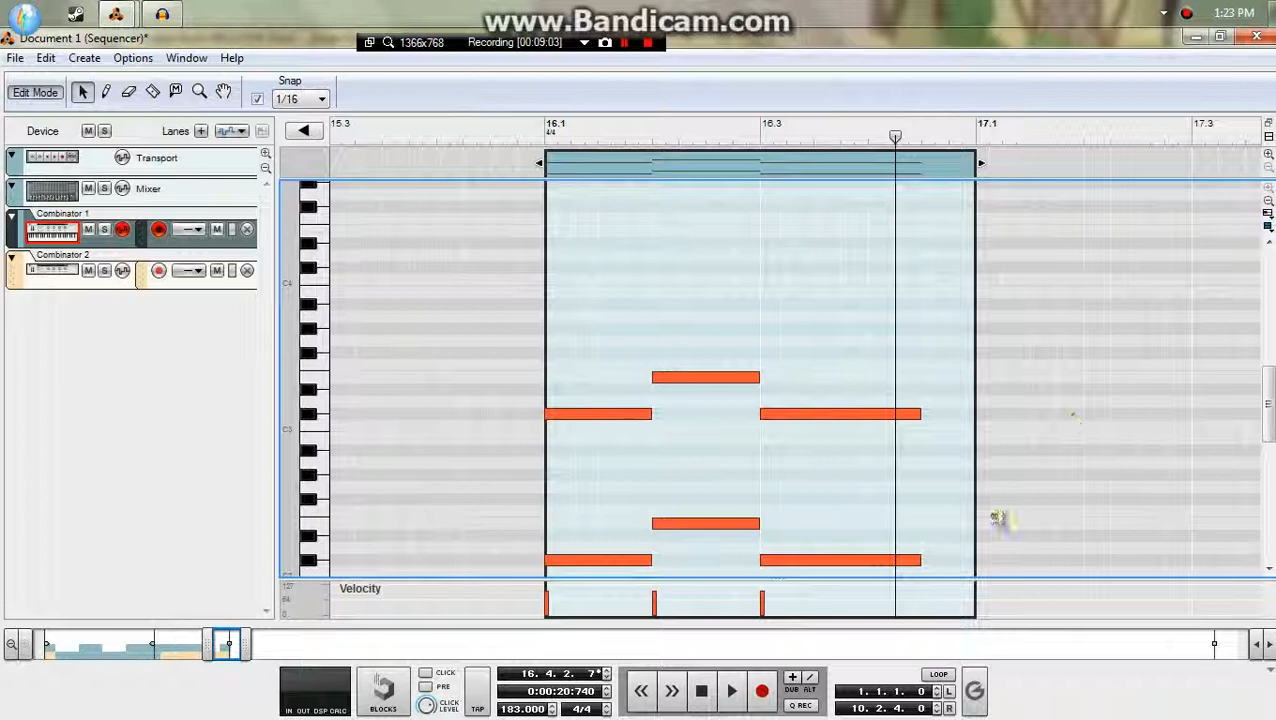 www.Bandicam.com
1:23 PM
Document 1 (Sequencer)*
1366x768
Recording [00:09:03]
File Edit Create Options Window Help
Edit Mode
Snap
1/16
Device
M S
Lanes
15.3
16.1
4/4
16.3
17.1
17.3
Transport
M S
Mixer
Combinator 1
M S
M
Combinator 2
M S
M
C4
C3
Velocity
127
64
0
IN OUT DSP CALC
BLOCKS
CLICK
PRE
CLICK LEVEL
TAP
16. 4. 2. 7*
0:00:20:740
183.000
4/4
DUB ALT
Q REC
LOOP
1. 1. 1. 0
L
10. 2. 4. 0
R